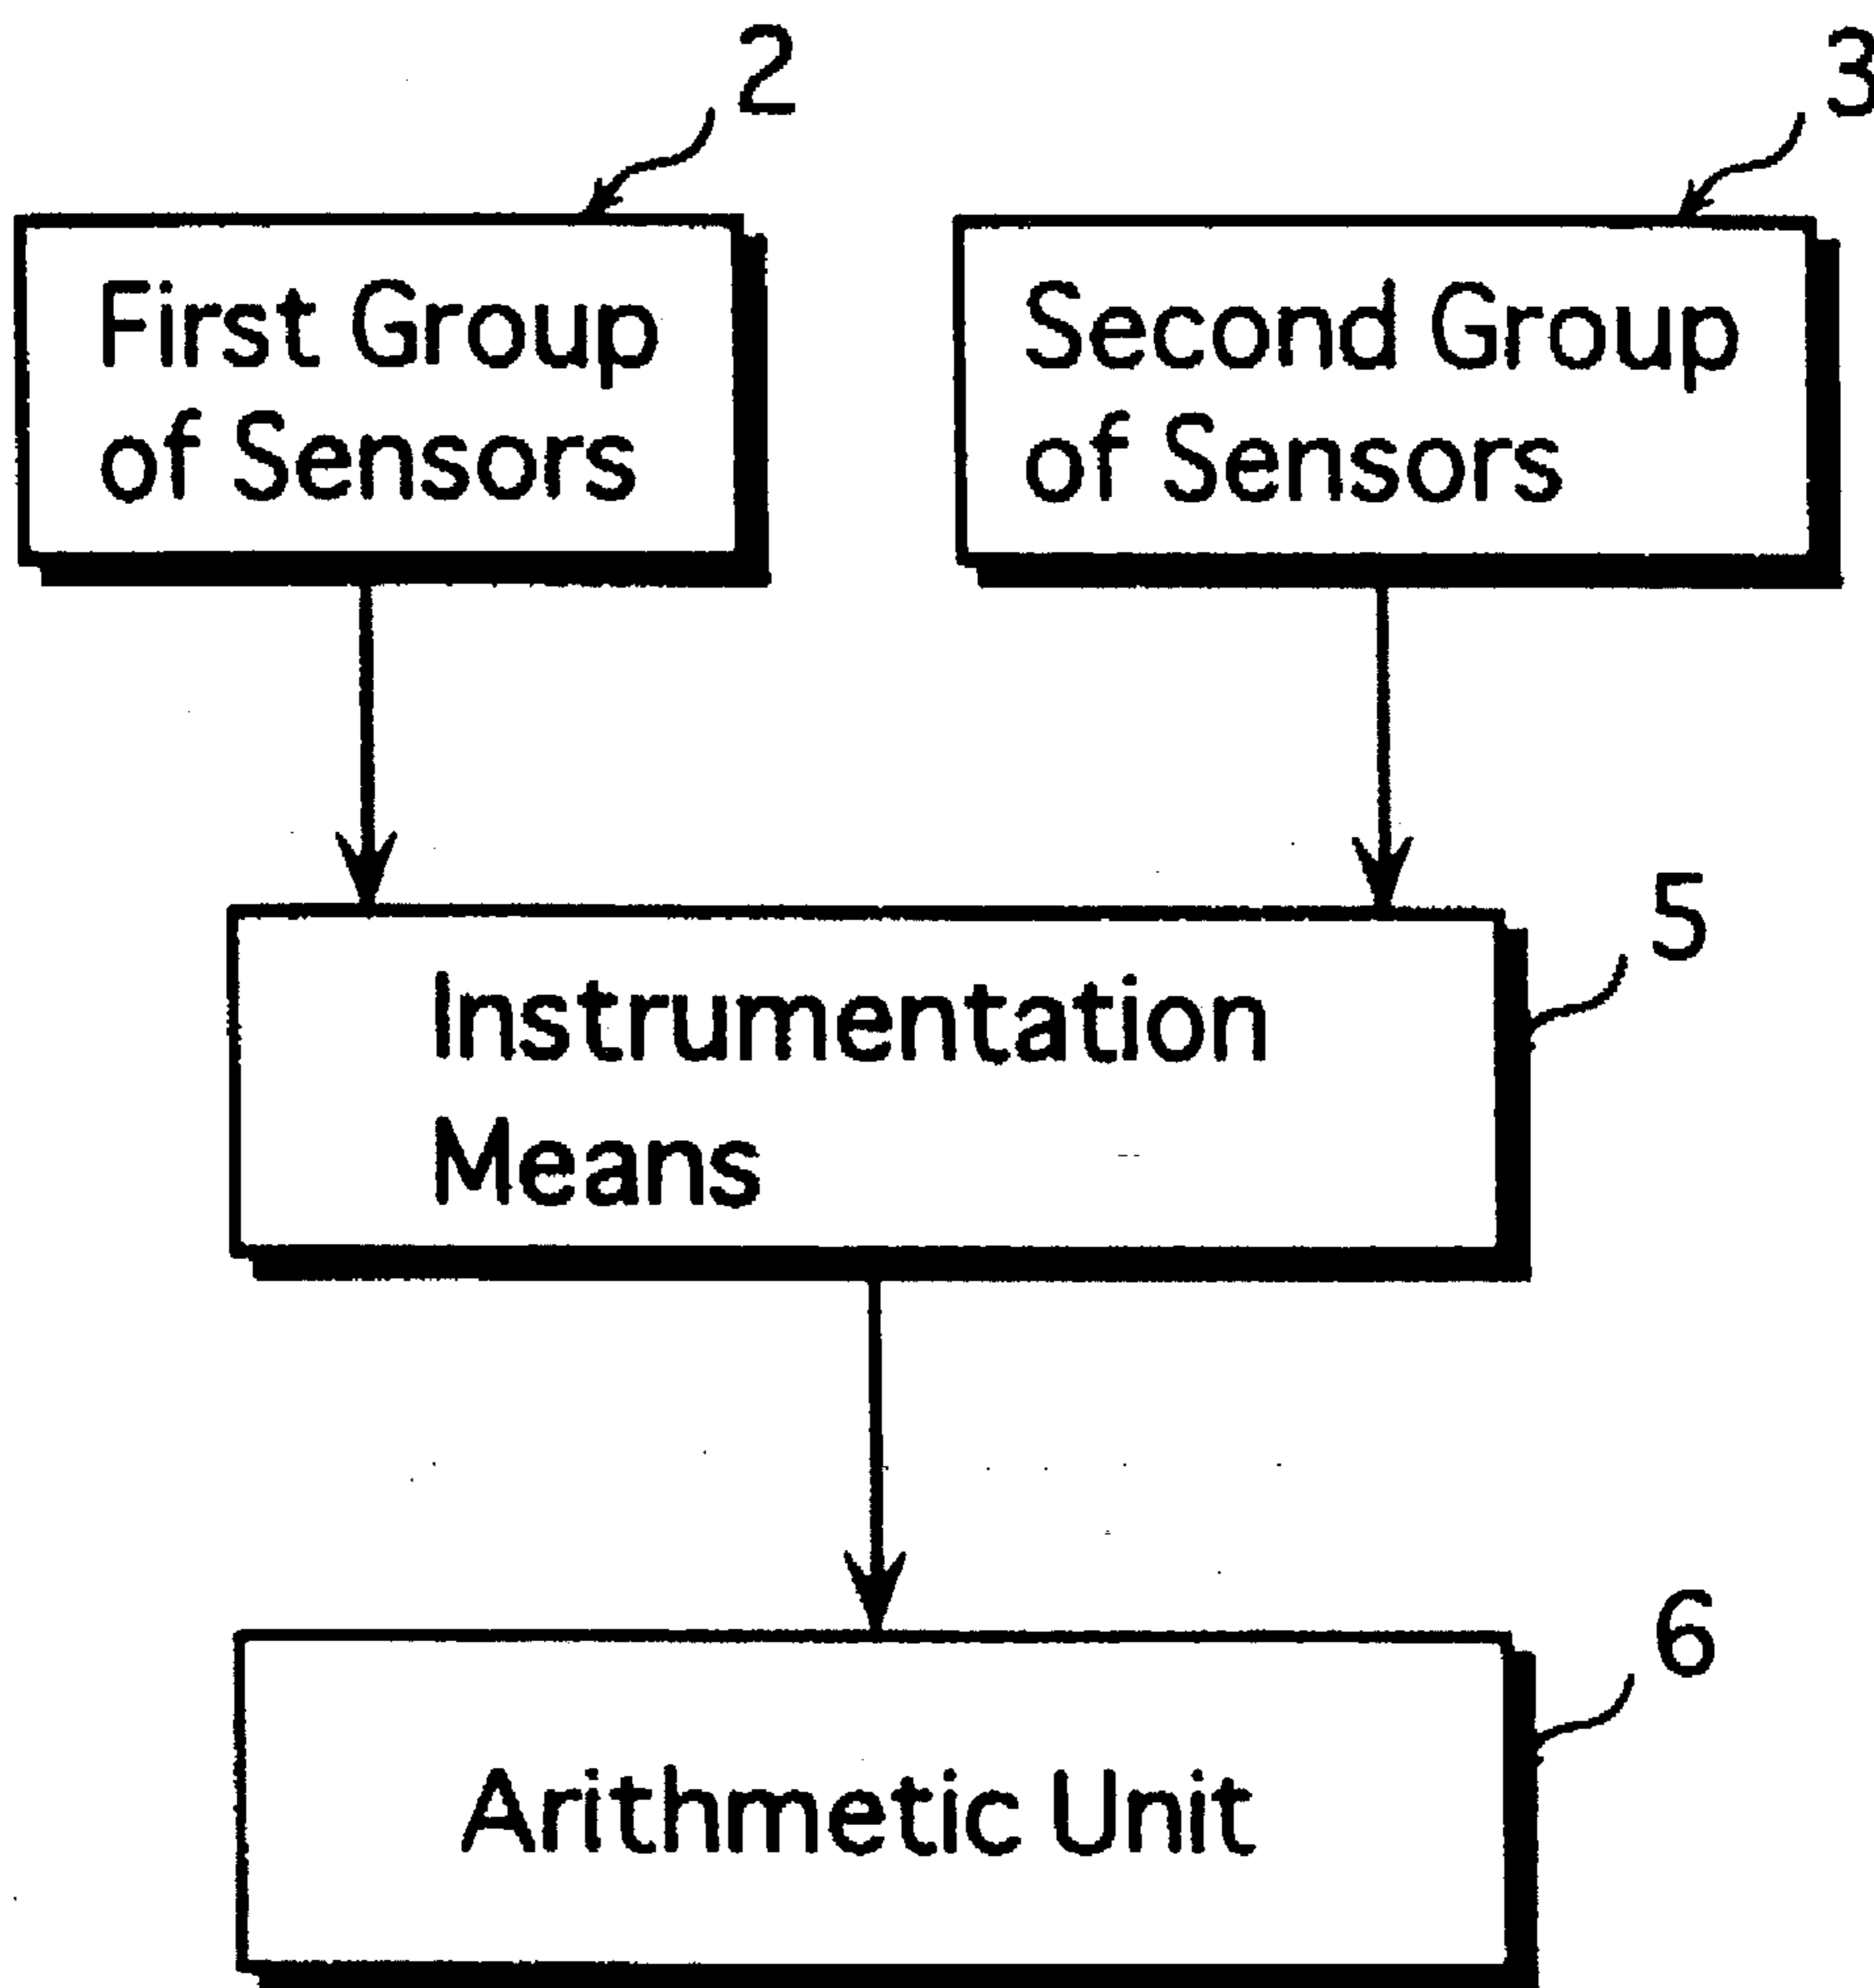 2
3
First Group
of Sensors
Second Group
of Sensors
5
Instrumentation
Means
6
Arithmetic Unit